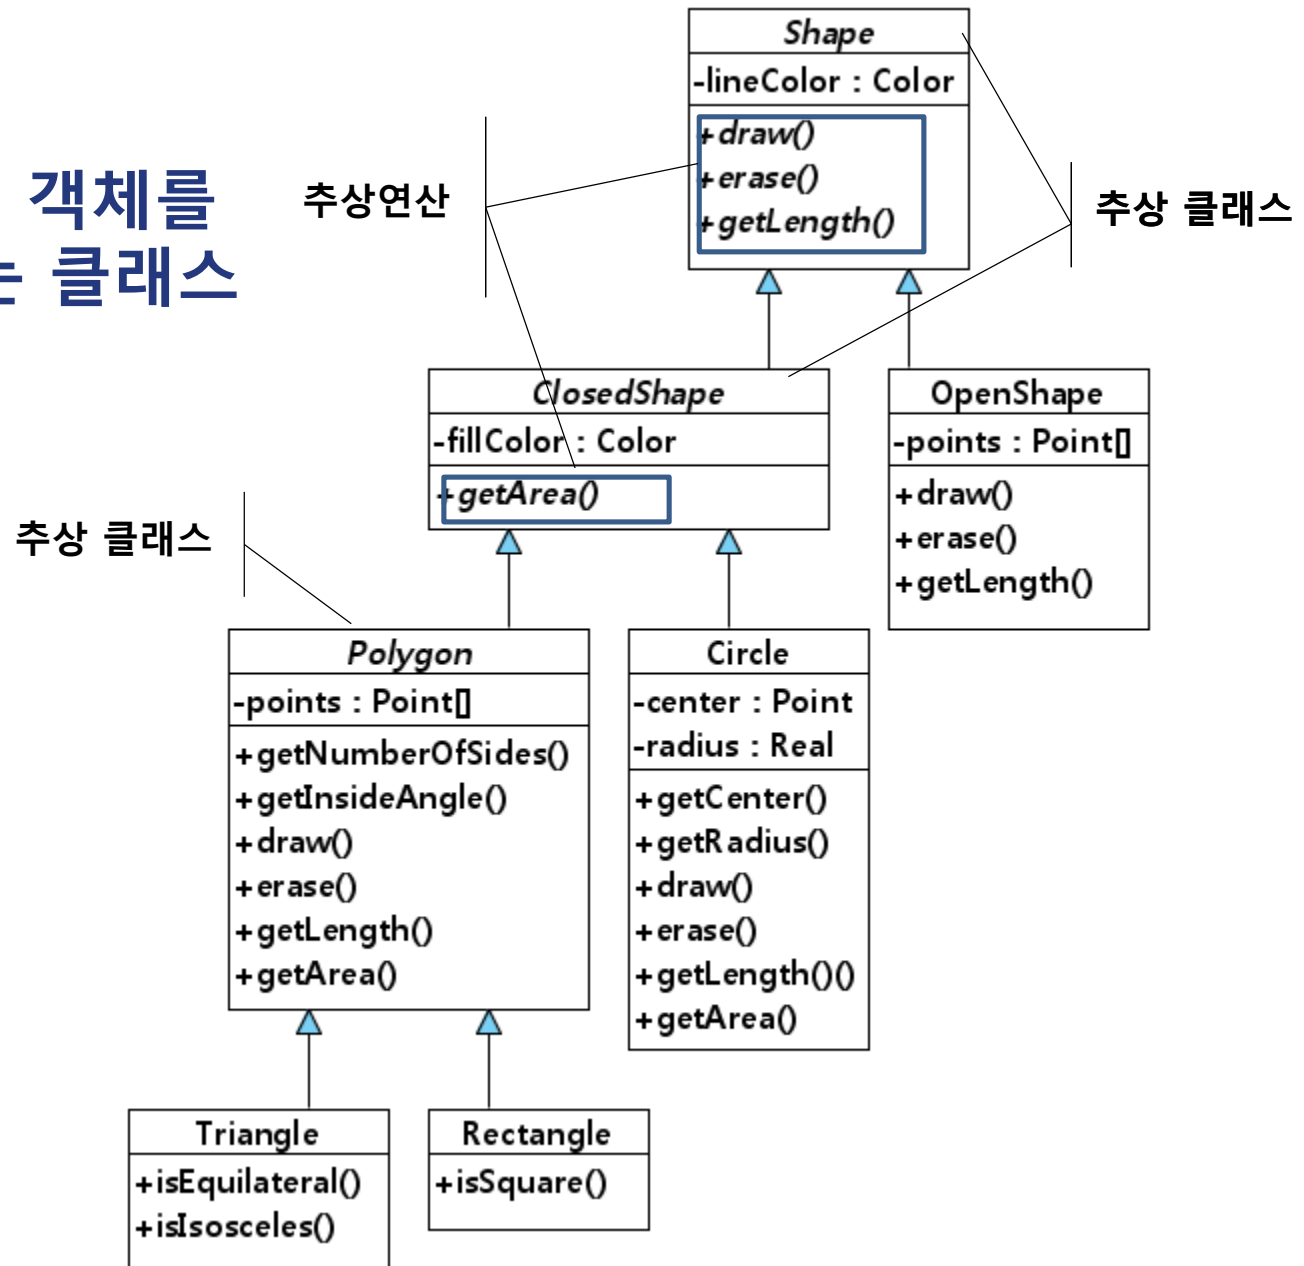 객체를
는 클래스
추상연산
추상 클래스
Shape
-lineColor : Color
+draw()
+erase()
+getLength()
ClosedShape
-fillColor : Color
+getArea()
OpenShape
-points : Point[]
+draw()
+erase()
+getLength()
추상 클래스
Polygon
-points : Point[]
+getNumberOfSides()
+getInsideAngle()
+draw()
+erase()
+getLength()
+getArea()
Circle
-center : Point
-radius : Real
+getCenter()
+getRadius()
+draw()
+erase()
+getLength()()
+getArea()
Triangle
+isEquilateral()
+isIsosceles()
Rectangle
+isSquare()